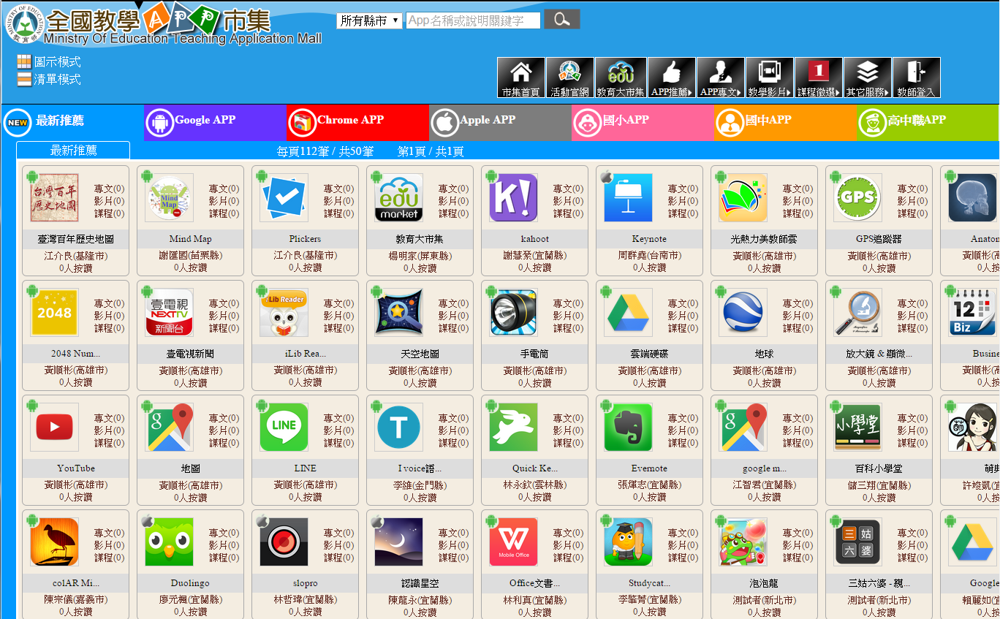 全國教學APP市集
Ministry Of Education Teaching Application Mall
所有縣市
App名稱或說明關鍵字
圖示模式
清單模式
市集首頁 活動官網 教育大市集 APP推薦 APP專文 教學影片 課程徵選 其它服務 教師登入
NEW 最新推薦 Google APP Chrome APP Apple APP 國小APP 國中APP 高中職APP
最新推薦 每頁112筆 / 共50筆 第1頁 / 共1頁
台灣百年歷史地圖 Mind Map edu market K! GPS
專文(0) 專文(0) 專文(0) 專文(0) 專文(0) 專文(0) 專文(0) 專文(0)
影片(0) 影片(0) 影片(0) 影片(0) 影片(0) 影片(0) 影片(0) 影片(0)
課程(0) 課程(0) 課程(0) 課程(0) 課程(0) 課程(0) 課程(0) 課程(0)
臺灣百年歷史地圖 Mind Map Plickers 教育大市集 kahoot Keynote 光熱力美教師雲 GPS追蹤器 Anaton
江介良(基隆市) 謝匯國(苗栗縣) 江介良(基隆市) 楊明家(屏東縣) 謝慧縈(宜蘭縣) 周群堯(台南市) 黃順彬(高雄市) 黃順彬(高雄市) 黃順彬(高
0人按讚 0人按讚 0人按讚 0人按讚 0人按讚 0人按讚 0人按讚 0人按讚 0人按
2048 壹電視 NEXTTV 新聞台 iLib Reader 12 Biz
專文(0) 專文(0) 專文(0) 專文(0) 專文(0) 專文(0) 專文(0) 專文(0)
影片(0) 影片(0) 影片(0) 影片(0) 影片(0) 影片(0) 影片(0) 影片(0)
課程(0) 課程(0) 課程(0) 課程(0) 課程(0) 課程(0) 課程(0) 課程(0)
2048 Num... 壹電視新聞 iLib Rea... 天空地圖 手電筒 雲端硬碟 地球 放大鏡 & 顯微... Busine
黃順彬(高雄市) 黃順彬(高雄市) 黃順彬(高雄市) 黃順彬(高雄市) 黃順彬(高雄市) 黃順彬(高雄市) 黃順彬(高雄市) 黃順彬(高雄市) 黃順彬(高
0人按讚 0人按讚 0人按讚 0人按讚 0人按讚 0人按讚 0人按讚 0人按讚 0人按
g LINE T g 小學堂 萌
專文(0) 專文(0) 專文(0) 專文(0) 專文(0) 專文(0) 專文(0) 專文(0)
影片(0) 影片(0) 影片(0) 影片(0) 影片(0) 影片(0) 影片(0) 影片(0)
課程(0) 課程(0) 課程(0) 課程(0) 課程(0) 課程(0) 課程(0) 課程(0)
YouTube 地圖 LINE I voice語... Quick Ke... Evernote google m... 百科小學堂 萌典
黃順彬(高雄市) 黃順彬(高雄市) 黃順彬(高雄市) 李雒(金門縣) 林永欽(雲林縣) 張煇志(宜蘭縣) 江智君(宜蘭縣) 儲三翔(宜蘭縣) 許竣凱(宜
0人按讚 0人按讚 0人按讚 0人按讚 0人按讚 0人按讚 0人按讚 0人按讚 0人按
W Mobile Office 三姑六婆
專文(0) 專文(0) 專文(0) 專文(0) 專文(0) 專文(0) 專文(0) 專文(0)
影片(0) 影片(0) 影片(0) 影片(0) 影片(0) 影片(0) 影片(0) 影片(0)
課程(0) 課程(0) 課程(0) 課程(0) 課程(0) 課程(0) 課程(0) 課程(0)
colAR Mi... Duolingo slopro 認識星空 Office文書... Studycat... 泡泡龍 三姑六婆 - 親... Google
陳宗儀(嘉義市) 廖元楓(宜蘭縣) 林哲瑋(宜蘭縣) 陳龍永(宜蘭縣) 林利真(宜蘭縣) 李肇菁(宜蘭縣) 測試者(新北市) 測試者(新北市) 賴麗如(宜
0人按讚 0人按讚 0人按讚 0人按讚 0人按讚 0人按讚 0人按讚 0人按讚 0人按